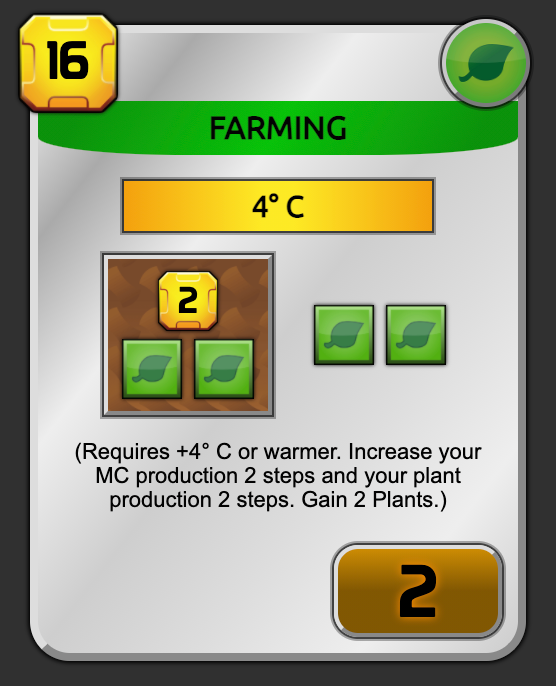 16
FARMING
4° C
2
(Requires +4° C or warmer. Increase your
MC production 2 steps and your plant
production 2 steps. Gain 2 Plants.)
2